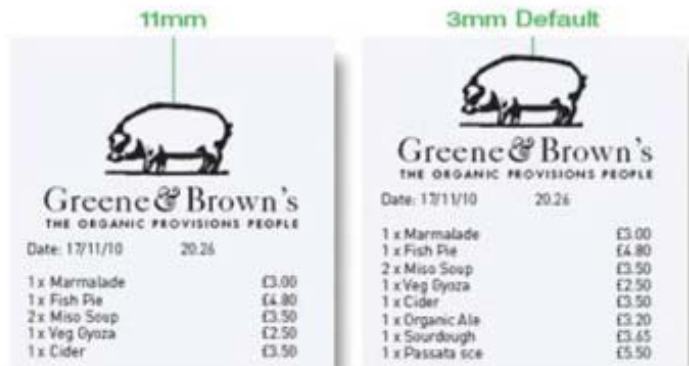 11mm
Greene & Brown's
THE ORGANIC PROVISIONS PEOPLE
Date: 17/11/10 20.26
1 x Marmalade £3.00
1 x Fish Pie £4.80
2 x Miso Soup £3.50
1 x Veg Gyoza £2.50
1 x Cider £3.50
3mm Default
Greene & Brown's
THE ORGANIC PROVISIONS PEOPLE
Date: 17/11/10 20.26
1 x Marmalade £3.00
1 x Fish Pie £4.80
2 x Miso Soup £3.50
1 x Veg Gyoza £2.50
1 x Cider £3.50
1 x Organic Ale £3.20
1 x Sourdough £3.65
1 x Passata sce £5.50